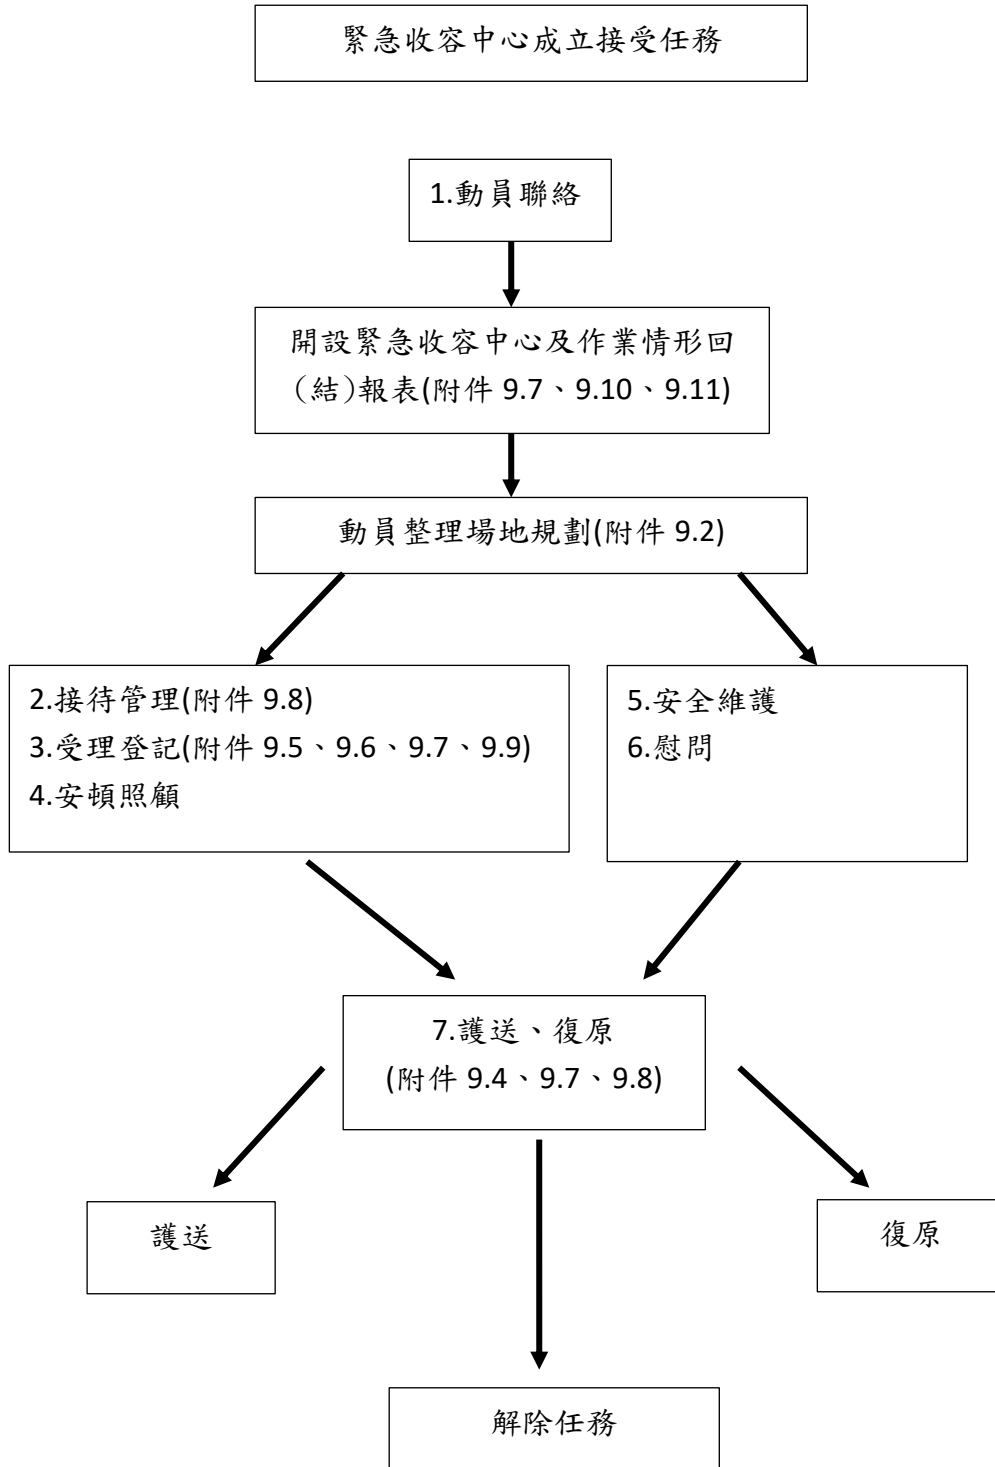 緊急收容中心成立接受任務
1.動員聯絡
開設緊急收容中心及作業情形回
(結)報表(附件 9.7、9.10、9.11)
動員整理場地規劃(附件 9.2)
2.接待管理(附件 9.8)
3.受理登記(附件 9.5、9.6、9.7、9.9)
4.安頓照顧
5.安全維護
6.慰問
7.護送、復原
(附件 9.4、9.7、9.8)
護送
復原
解除任務